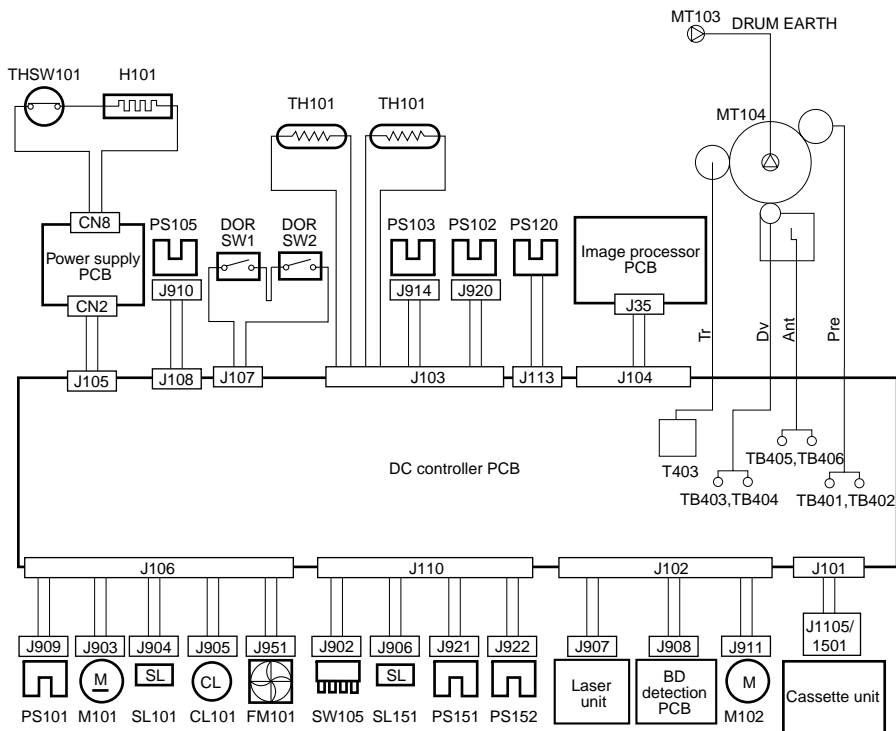 MT103
DRUM EARTH
THSW101
H101
TH101
TH101
MT104
CN8
PS105
DOR
SW1
DOR
SW2
PS103
PS102
PS120
Power supply
PCB
Image processor
PCB
J910
J914
J920
CN2
J35
Tr
Dv
Ant
Pre
J105
J108
J107
J103
J113
J104
DC controller PCB
T403
TB405,TB406
TB403,TB404
TB401,TB402
J106
J110
J102
J101
J909
J903
J904
J905
J951
J902
J906
J921
J922
J907
J908
J911
J1105/
1501
M
SL
CL
SL
Laser
unit
BD
detection
PCB
M
Cassette unit
PS101
M101
SL101
CL101
FM101
SW105
SL151
PS151
PS152
M102